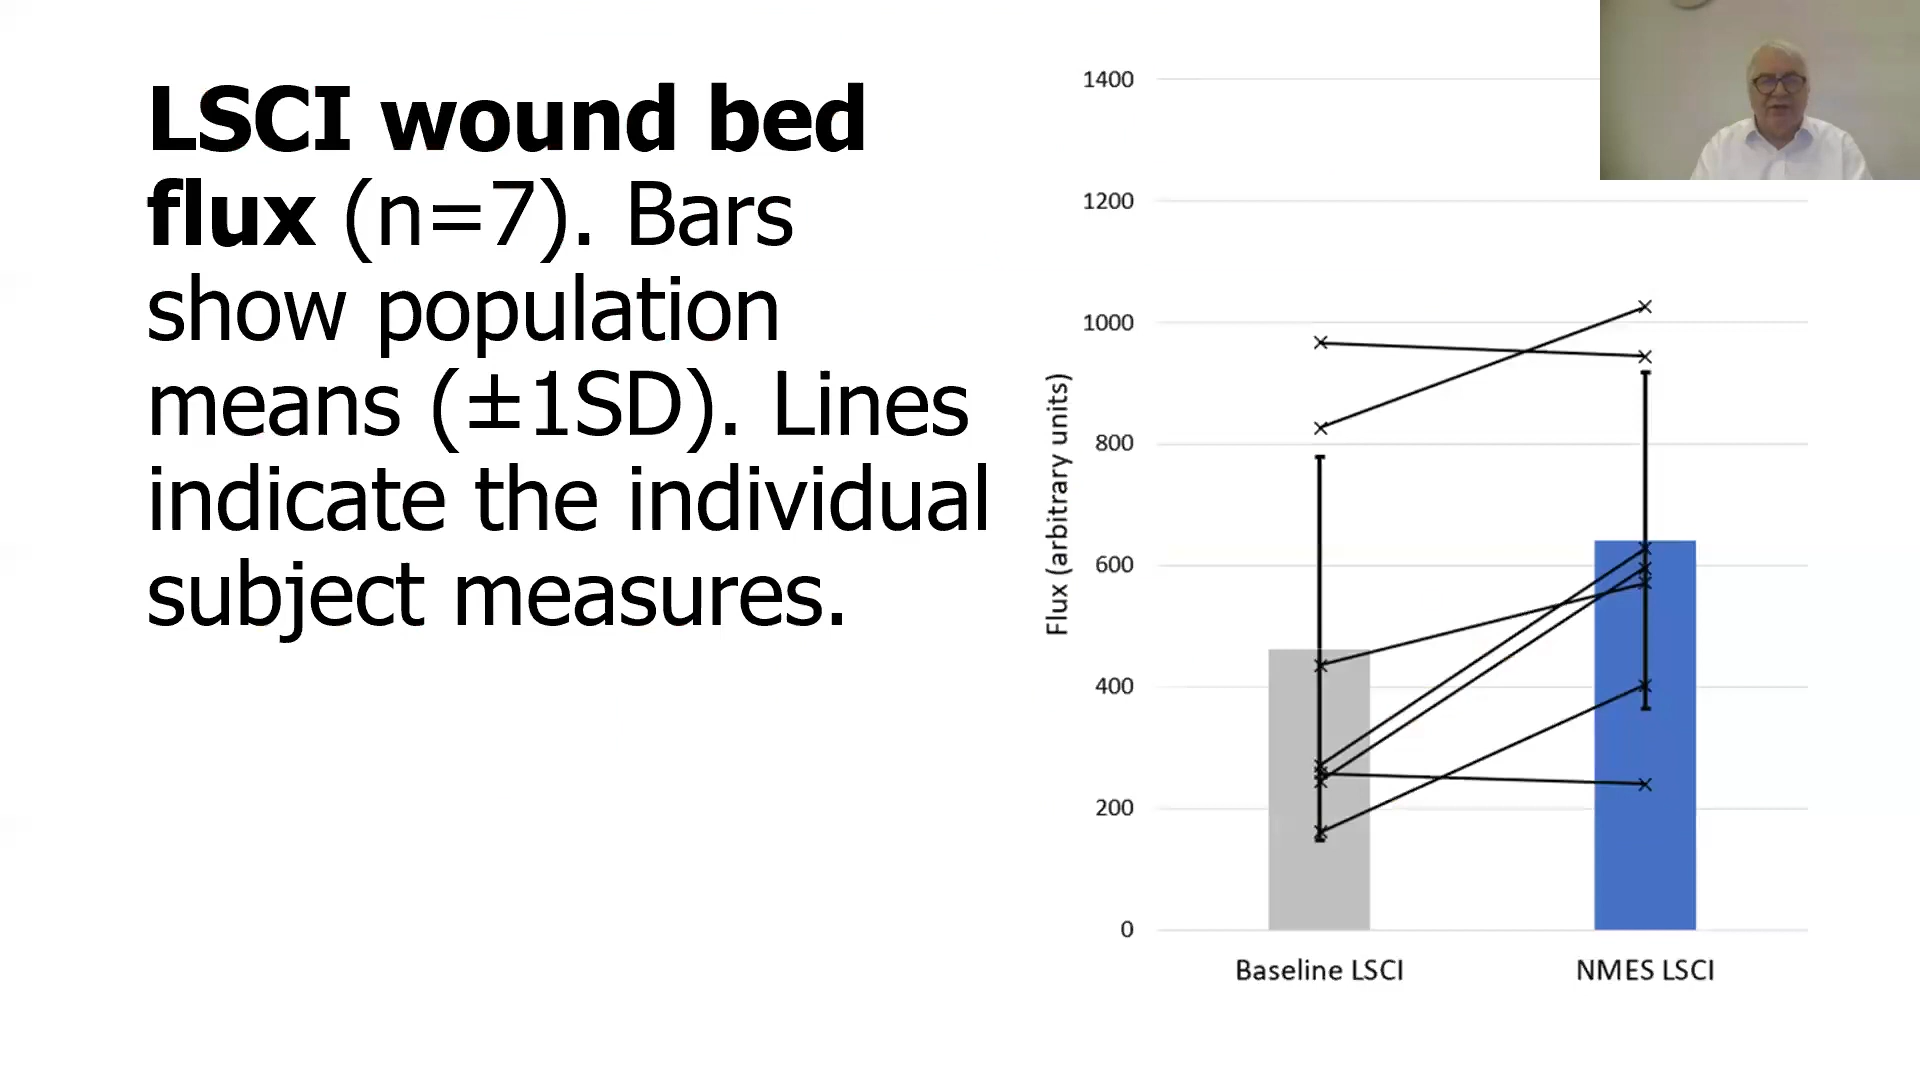 LSCI wound bed
flux (n=7). Bars
show population
means (±1SD). Lines
indicate the individual
subject measures.
Flux (arbitrary units)
1400
1200
1000
800
600
400
200
0
Baseline LSCI
NMES LSCI